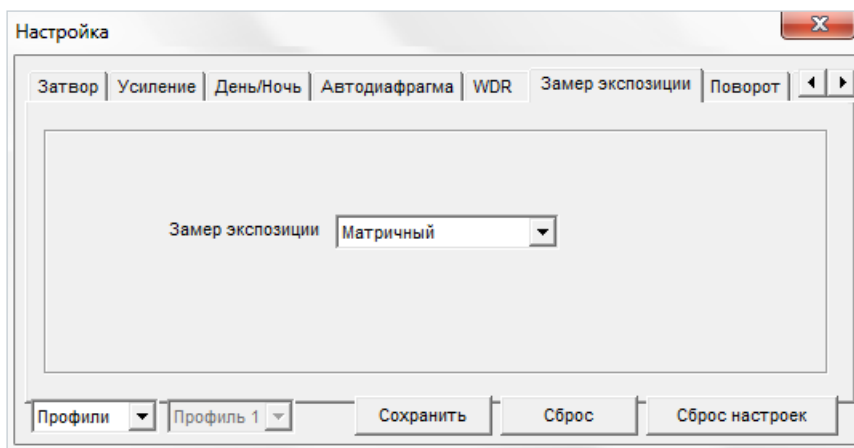 Настройка
Затвор Усиление День/Ночь Автодиафрагма WDR Замер экспозиции Поворот
Замер экспозиции Матричный
Профили Профиль 1 Сохранить Сброс Сброс настроек